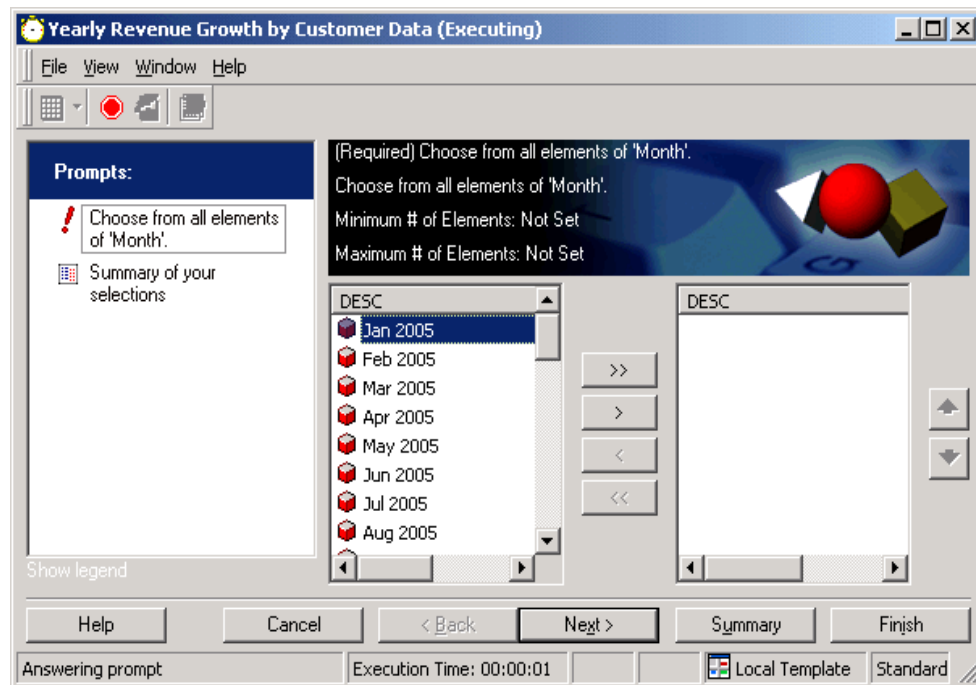 Yearly Revenue Growth by Customer Data (Executing)
File View Window Help
Prompts:
Choose from all elements
of 'Month'.
Summary of your
selections
Show legend
(Required) Choose from all elements of 'Month'.
Choose from all elements of 'Month'.
Minimum # of Elements: Not Set
Maximum # of Elements: Not Set
DESC
Jan 2005
Feb 2005
Mar 2005
Apr 2005
May 2005
Jun 2005
Jul 2005
Aug 2005
>>
>
<
<<
DESC
Help
Cancel
< Back
Next >
Summary
Finish
Answering prompt
Execution Time: 00:00:01
Local Template
Standard